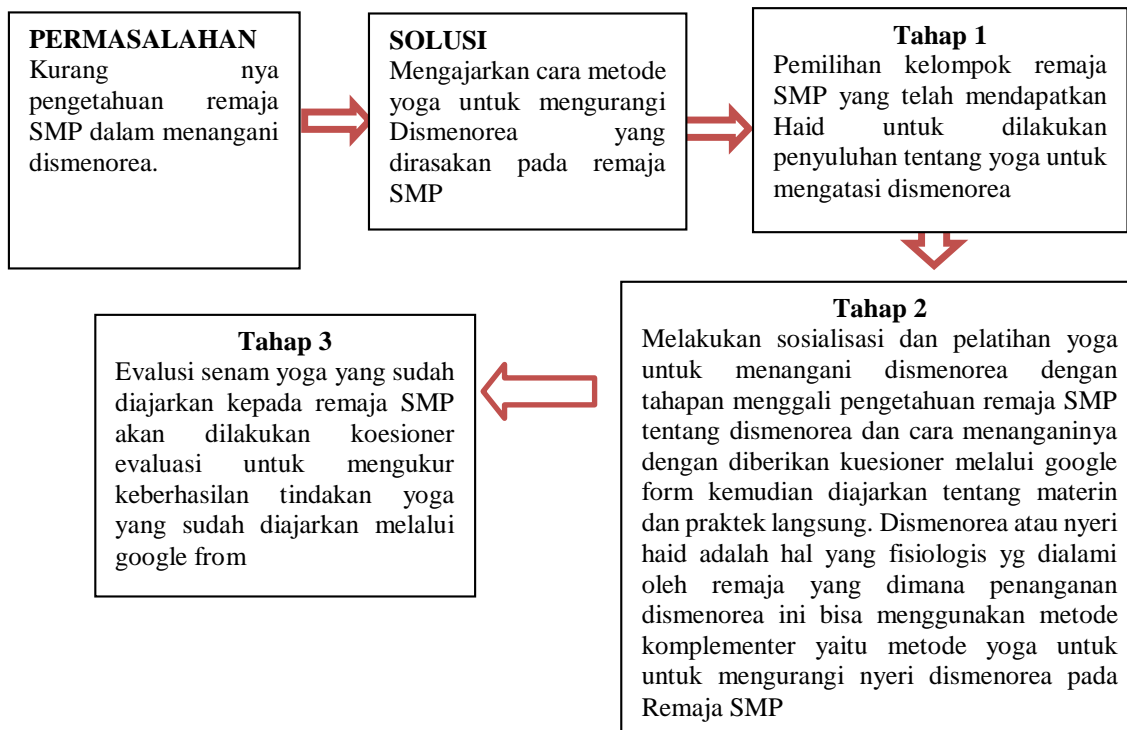 PERMASALAHAN
Kurang nya
pengetahuan remaja
SMP dalam menangani
dismenorea.
SOLUSI
Mengajarkan cara metode
yoga untuk mengurangi
Dismenorea yang
dirasakan pada remaja
SMP
Tahap 1
Pemilihan kelompok remaja
SMP yang telah mendapatkan
Haid untuk dilakukan
penyuluhan tentang yoga untuk
mengatasi dismenorea
Tahap 2
Melakukan sosialisasi dan pelatihan yoga
untuk menangani dismenorea dengan
tahapan menggali pengetahuan remaja SMP
tentang dismenorea dan cara menanganinya
dengan diberikan kuesioner melalui google
form kemudian diajarkan tentang materin
dan praktek langsung. Dismenorea atau nyeri
haid adalah hal yang fisiologis yg dialami
oleh remaja yang dimana penanganan
dismenorea ini bisa menggunakan metode
komplementer yaitu metode yoga untuk
untuk mengurangi nyeri dismenorea pada
Remaja SMP
Tahap 3
Evalusi senam yoga yang sudah
diajarkan kepada remaja SMP
akan dilakukan koesioner
evaluasi untuk mengukur
keberhasilan tindakan yoga
yang sudah diajarkan melalui
google from